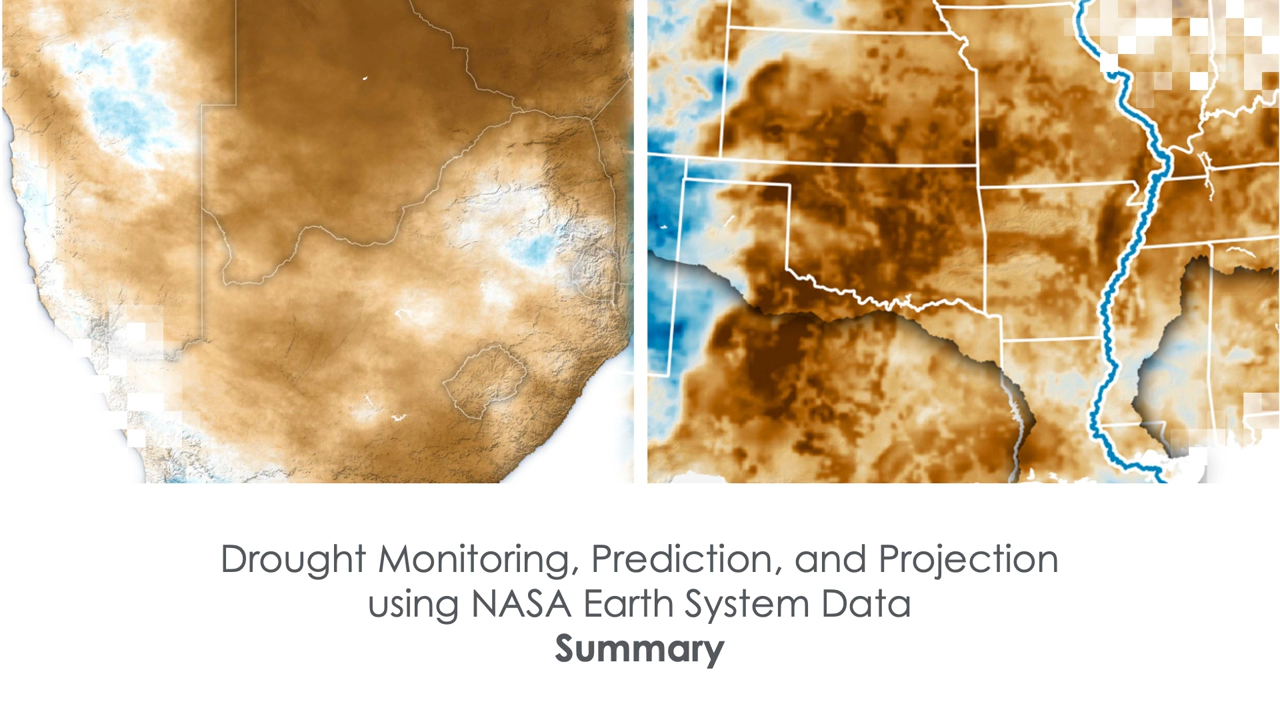 Drought Monitoring, Prediction, and Projection
using NASA Earth System Data
Summary